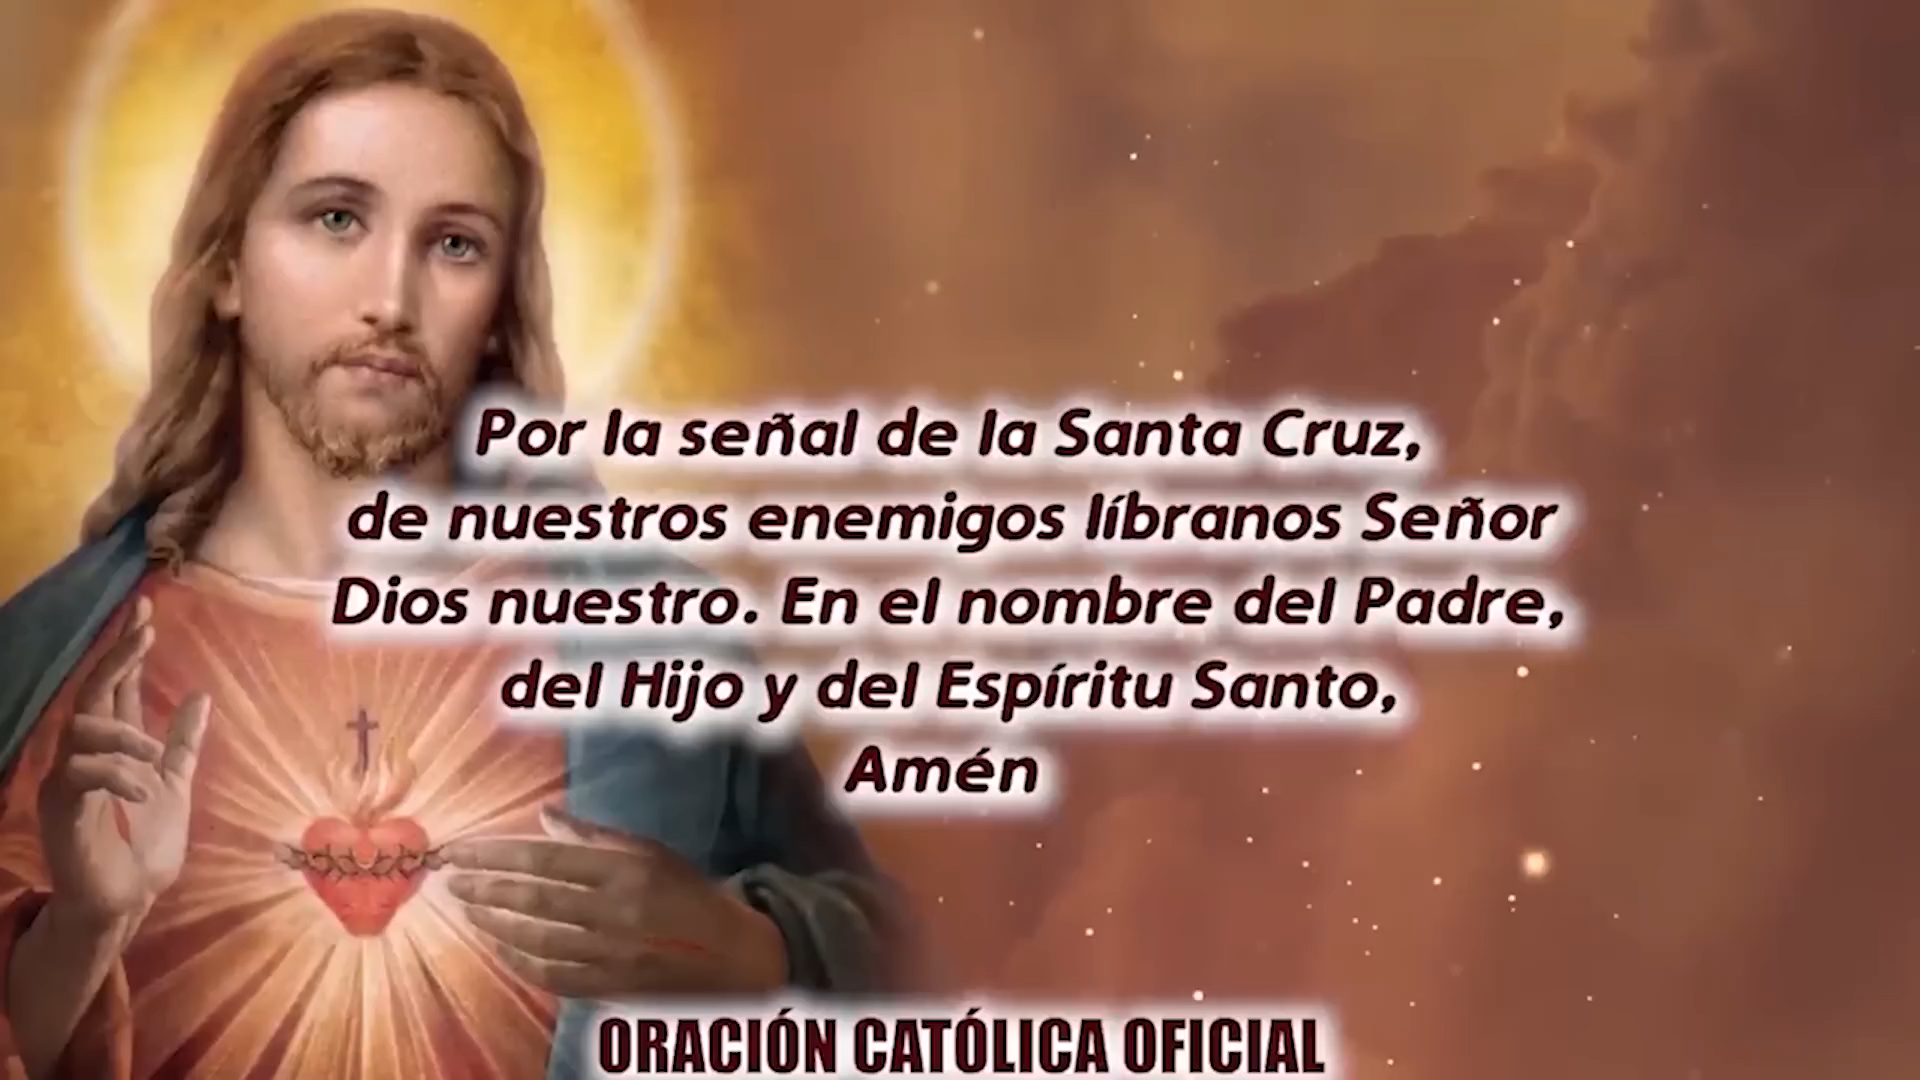 Por la señal de la Santa Cruz,
de nuestros enemigos líbranos Señor
Dios nuestro. En el nombre del Padre,
del Hijo y del Espíritu Santo,
Amén
ORACIÓN CATÓLICA OFICIAL